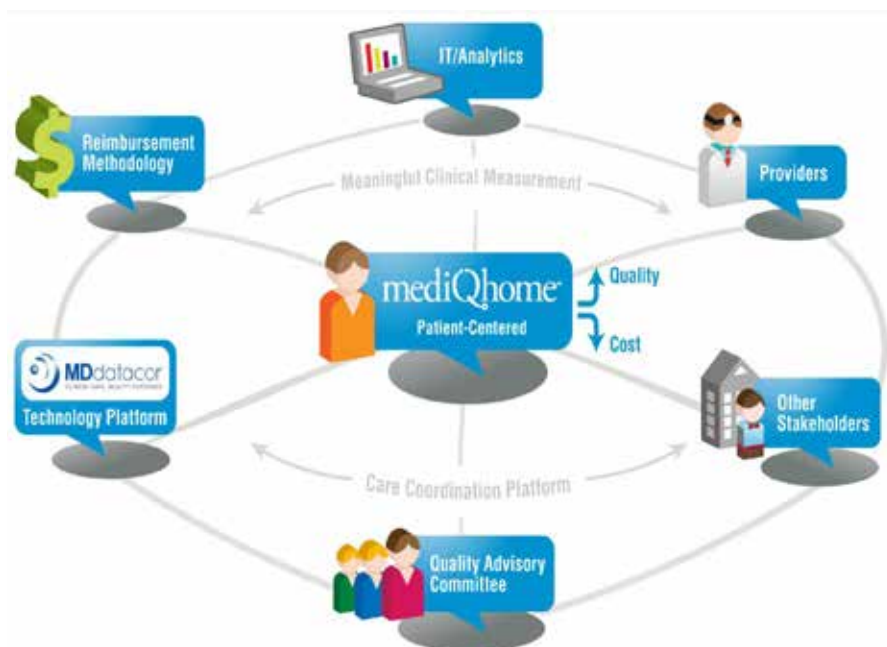 IT/Analytics
Reimbursement
Methodology
Providers
Meaningful Clinical Measurement
mediQhome
Patient-Centered
Quality
Cost
MDdatacor
Technology Platform
Other
Stakeholders
Care Coordination Platform
Quality Advisory
Committee